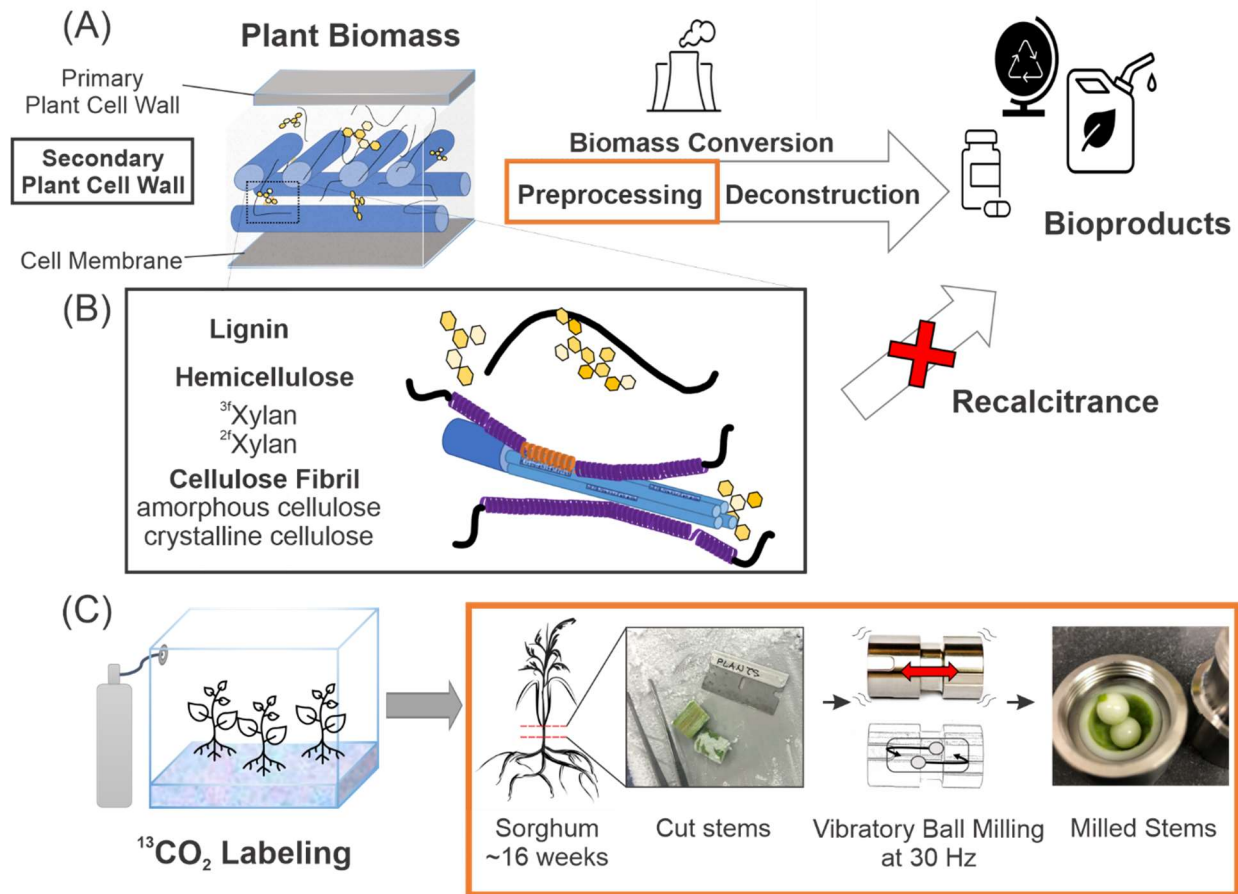 (A)
Plant Biomass
Primary
Plant Cell Wall
Secondary
Plant Cell Wall
Cell Membrane
Biomass Conversion
Preprocessing
Deconstruction
Bioproducts
Recalcitrance
(B)
Lignin
Hemicellulose
³ᶠXylan
²ᶠXylan
Cellulose Fibril
amorphous cellulose
crystalline cellulose
(C)
¹³CO₂ Labeling
PLANTS
Sorghum
~16 weeks
Cut stems
Vibratory Ball Milling
at 30 Hz
Milled Stems